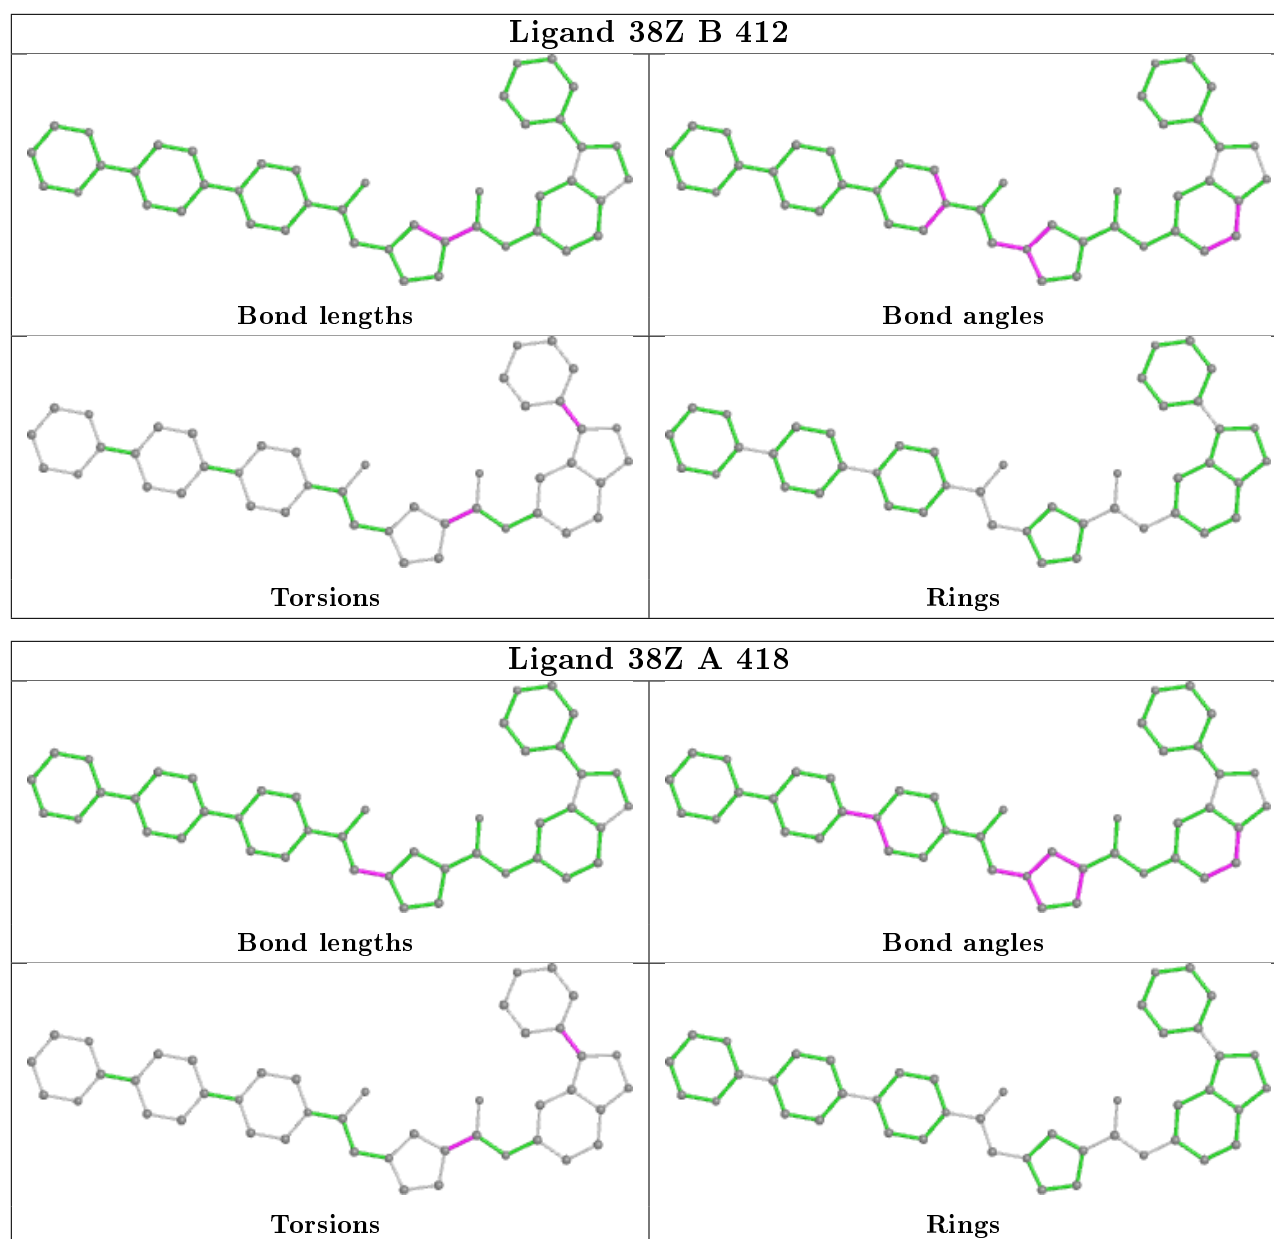 Ligand 38Z B 412
Bond lengths
Bond angles
Torsions
Rings
Ligand 38Z A 418
Bond lengths
Bond angles
Torsions
Rings